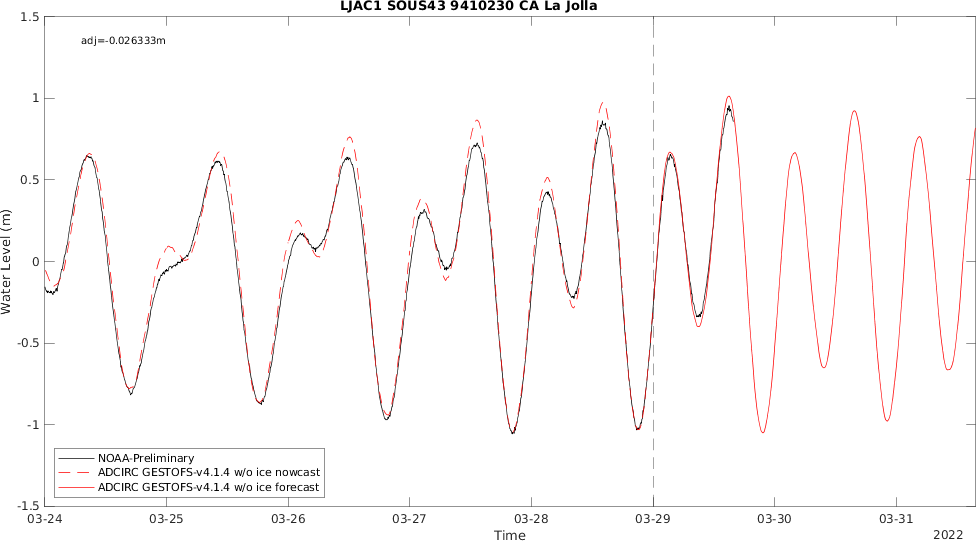 LJAC1 SOUS43 9410230 CA La Jolla
adj=-0.026333m
1.5
1
0.5
0
-0.5
-1
-1.5
Water Level (m)
NOAA-Preliminary
ADCIRC GESTOFS-v4.1.4 w/o ice nowcast
ADCIRC GESTOFS-v4.1.4 w/o ice forecast
03-24 03-25 03-26 03-27 03-28 03-29 03-30 03-31
Time
2022